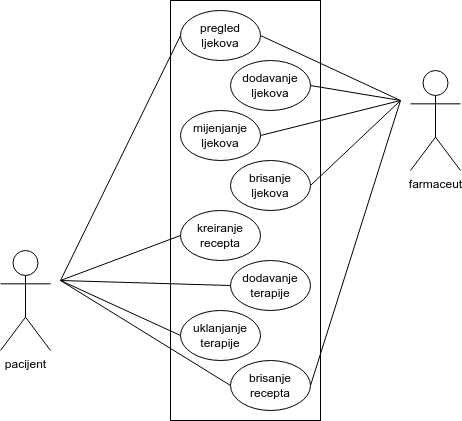 pregled
ljekova
dodavanje
ljekova
mijenjanje
ljekova
brisanje
ljekova
farmaceut
kreiranje
recepta
dodavanje
terapije
uklanjanje
terapije
pacijent
brisanje
recepta